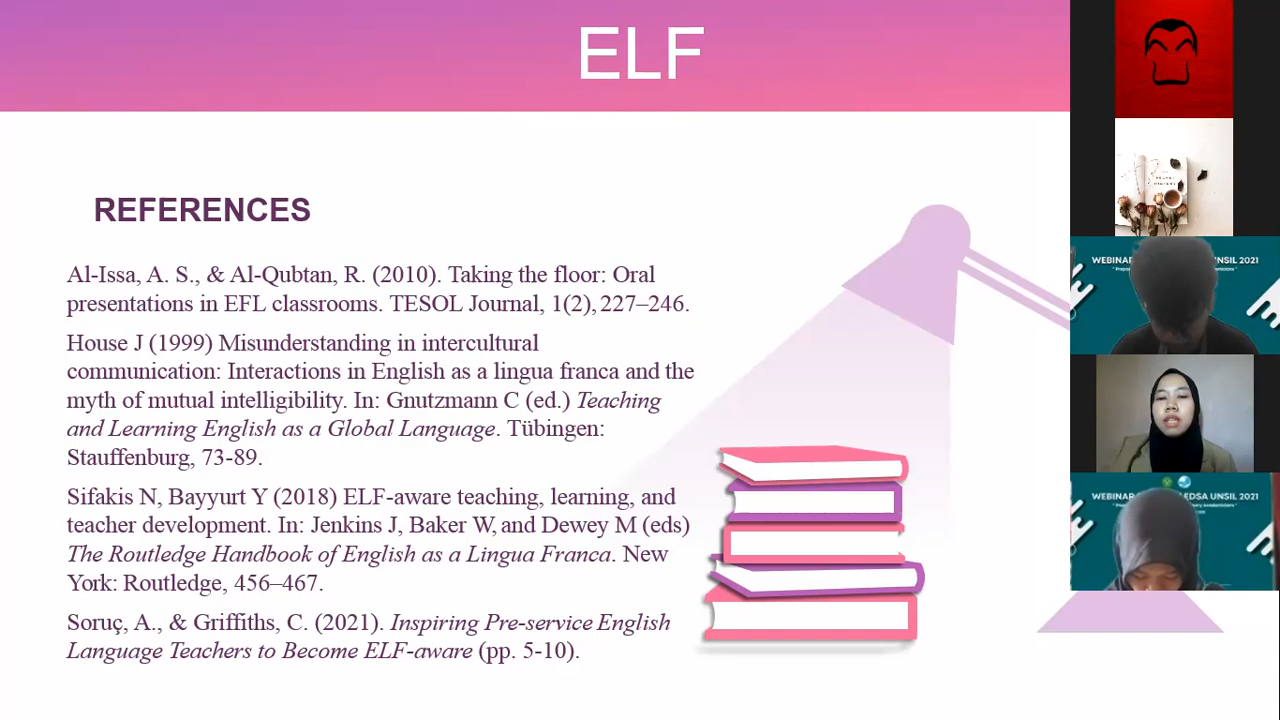 ELF
REFERENCES
Al-Issa, A. S., & Al-Qubtan, R. (2010). Taking the floor: Oral
presentations in EFL classrooms. TESOL Journal, 1(2), 227–246.
House J (1999) Misunderstanding in intercultural
communication: Interactions in English as a lingua franca and the
myth of mutual intelligibility. In: Gnutzmann C (ed.) Teaching
and Learning English as a Global Language. Tübingen:
Stauffenburg, 73-89.
Sifakis N, Bayyurt Y (2018) ELF-aware teaching, learning, and
teacher development. In: Jenkins J, Baker W, and Dewey M (eds)
The Routledge Handbook of English as a Lingua Franca. New
York: Routledge, 456–467.
Soruç, A., & Griffiths, C. (2021). Inspiring Pre-service English
Language Teachers to Become ELF-aware (pp. 5-10).
WEBINAR UNSIL 2021
WEBINAR EDSA UNSIL 2021